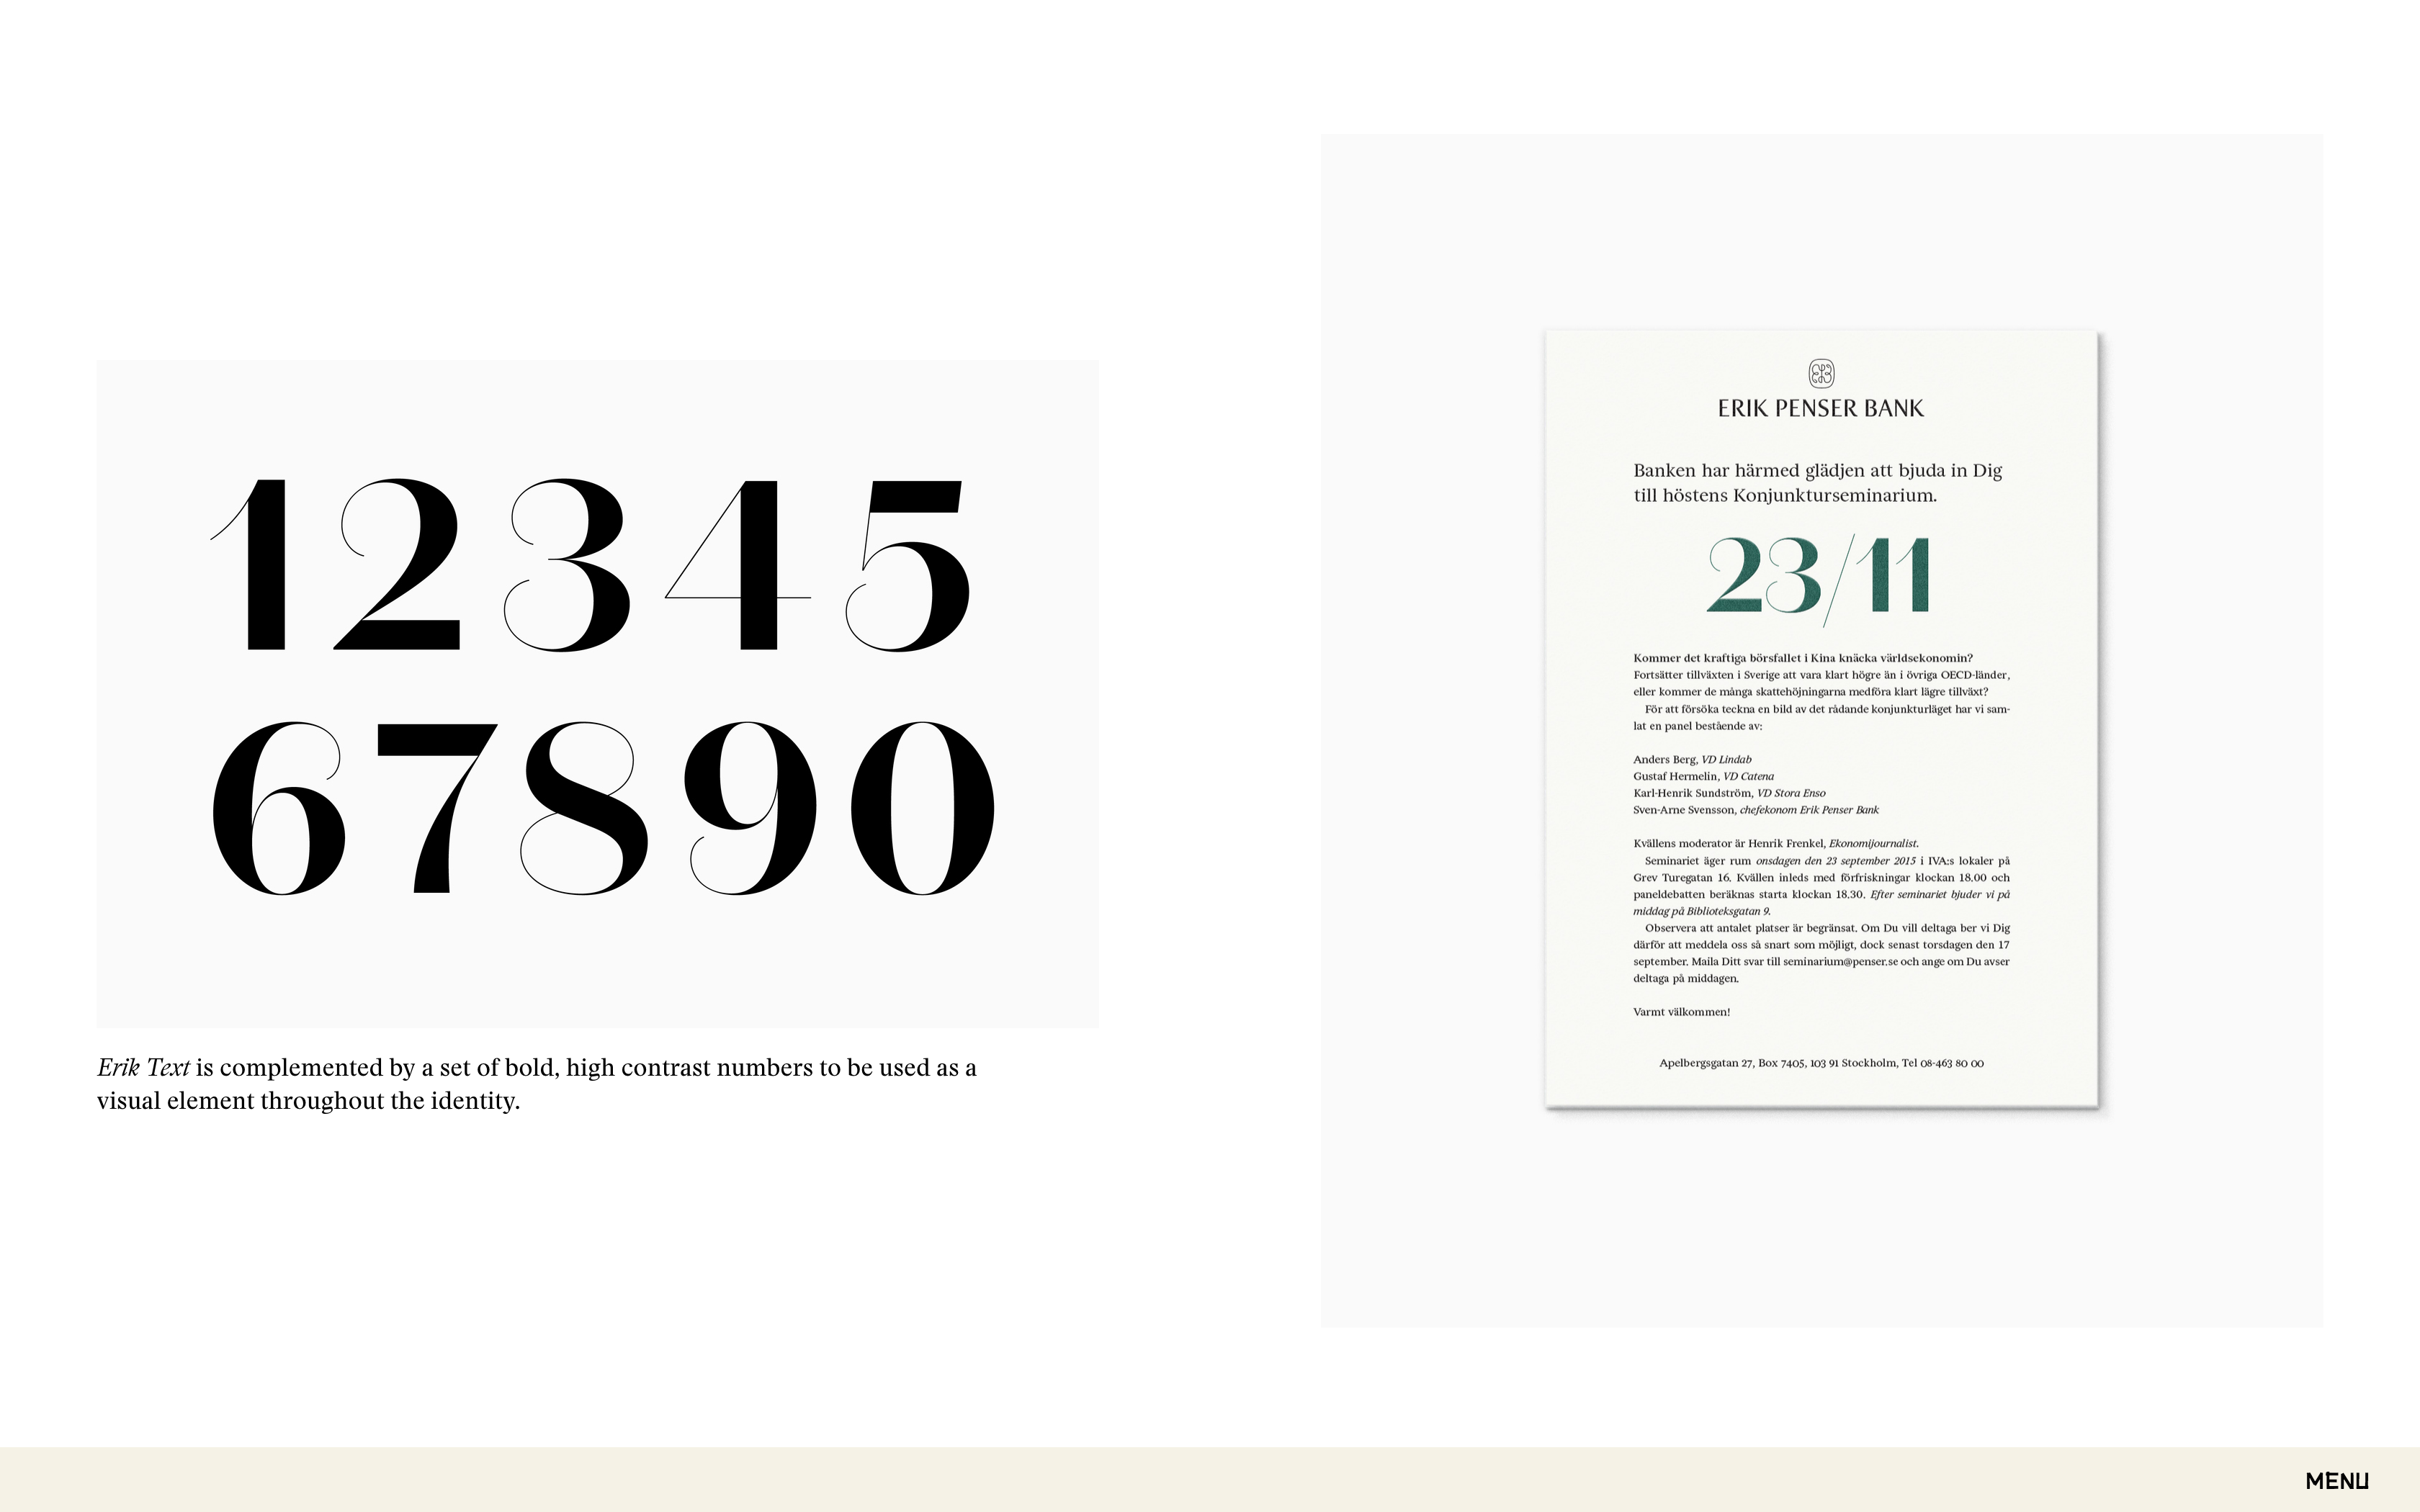 12345
67890
Erik Text is complemented by a set of bold, high contrast numbers to be used as a
visual element throughout the identity.
ERIK PENSER BANK
Banken har härmed glädjen att bjuda in Dig
till höstens Konjunkturseminarium.
23/11
Kommer det kraftiga börsfallet i Kina knäcka världsekonomin?
Fortsätter tillväxten i Sverige att vara klart högre än i övriga OECD-länder,
eller kommer de många skattehöjningarna medföra klart lägre tillväxt?
För att försöka teckna en bild av det rådande konjunkturläget har vi sam-
lat en panel bestående av:
Anders Berg, VD Lindab
Gustaf Hermelin, VD Catena
Karl-Henrik Sundström, VD Stora Enso
Sven-Arne Svensson, chefekonom Erik Penser Bank
Kvällens moderator är Henrik Frenkel, Ekonomijournalist.
Seminariet äger rum onsdagen den 23 september 2015 i IVA:s lokaler på
Grev Turegatan 16. Kvällen inleds med förfriskningar klockan 18.00 och
paneldebatten beräknas starta klockan 18.30. Efter seminariet bjuder vi på
middag på Biblioteksgatan 9.
Observera att antalet platser är begränsat. Om Du vill deltaga ber vi Dig
därför att meddela oss så snart som möjligt, dock senast torsdagen den 17
september. Maila Ditt svar till seminarium@penser.se och ange om Du avser
deltaga på middagen.
Varmt välkommen!
Apelbergsgatan 27, Box 7405, 103 91 Stockholm, Tel 08-463 80 00
MENU